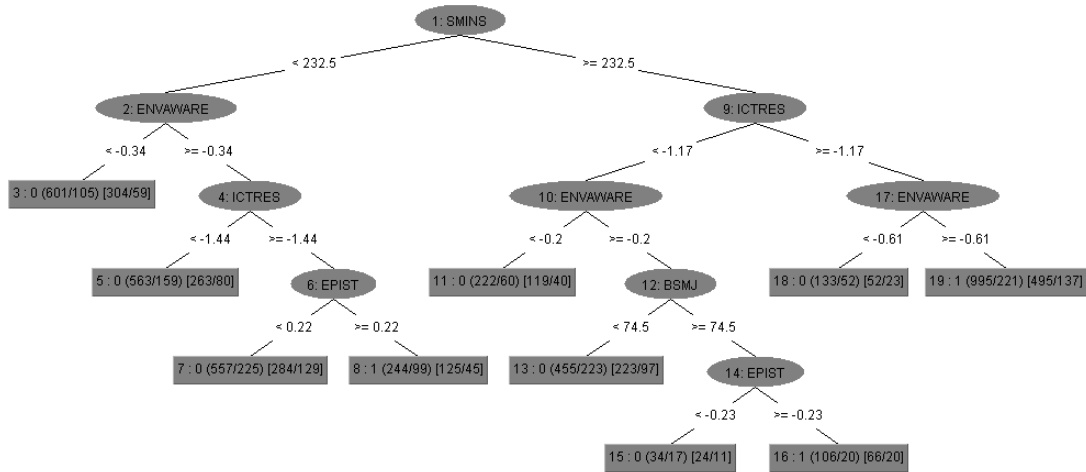 1: SMINS
< 232.5 >= 232.5
2: ENVAWARE 9: ICTRES
< -0.34 >= -0.34 < -1.17 >= -1.17
3 : 0 (601/105) [304/59] 4: ICTRES 10: ENVAWARE 17: ENVAWARE
< -1.44 >= -1.44 < -0.2 >= -0.2 < -0.61 >= -0.61
5 : 0 (563/159) [263/80] 6: EPIST 11 : 0 (222/60) [119/40] 12: BSMJ 18 : 0 (133/52) [52/23] 19 : 1 (995/221) [495/137]
< 0.22 >= 0.22 < 74.5 >= 74.5
7 : 0 (557/225) [284/129] 8 : 1 (244/99) [125/45] 13 : 0 (455/223) [223/97] 14: EPIST
< -0.23 >= -0.23
15 : 0 (34/17) [24/11] 16 : 1 (106/20) [66/20]